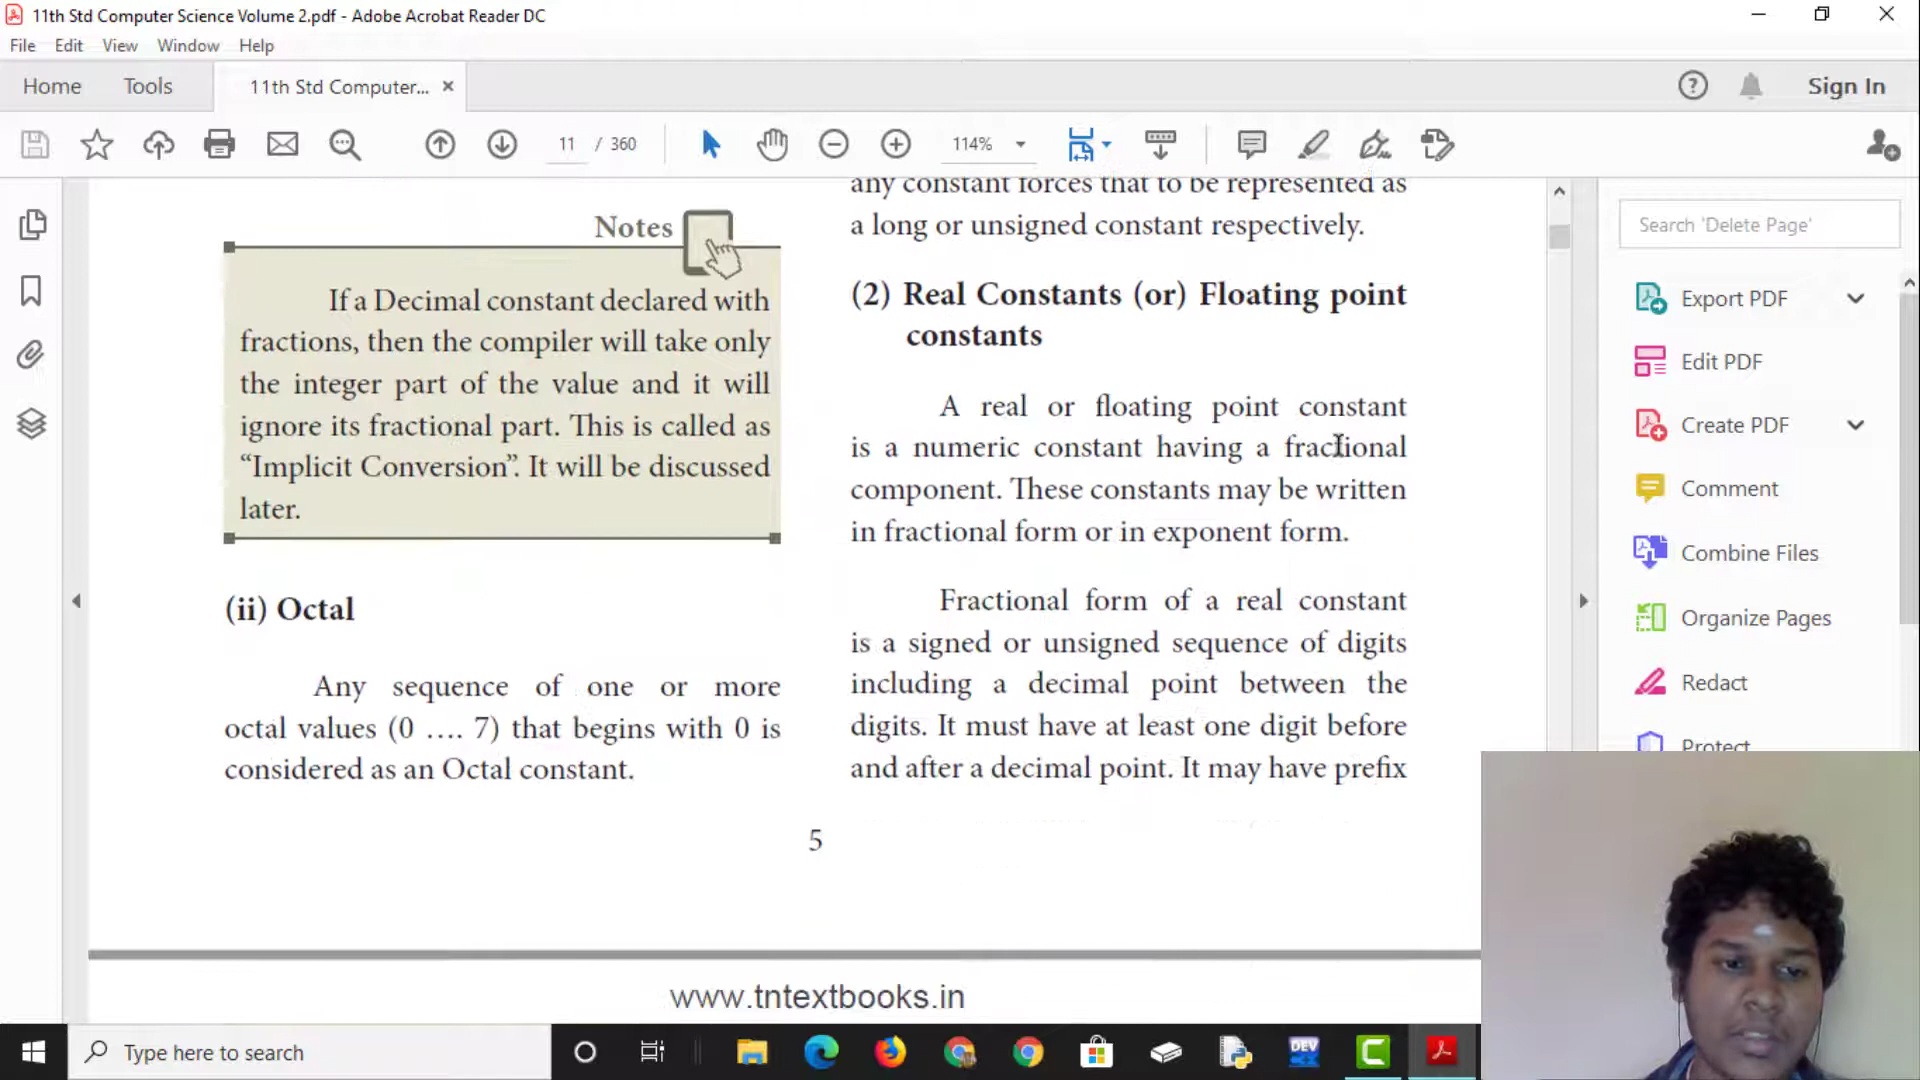 11th Std Computer Science Volume 2.pdf - Adobe Acrobat Reader DC
File Edit View Window Help
Home Tools 11th Std Computer... × Sign In
11 / 360 114%
Notes
If a Decimal constant declared with
fractions, then the compiler will take only
the integer part of the value and it will
ignore its fractional part. This is called as
“Implicit Conversion”. It will be discussed
later.
(ii) Octal
Any sequence of one or more
octal values (0 .... 7) that begins with 0 is
considered as an Octal constant.
any constant forces that to be represented as
a long or unsigned constant respectively.
(2) Real Constants (or) Floating point
constants
A real or floating point constant
is a numeric constant having a fractional
component. These constants may be written
in fractional form or in exponent form.
Fractional form of a real constant
is a signed or unsigned sequence of digits
including a decimal point between the
digits. It must have at least one digit before
and after a decimal point. It may have prefix
5
www.tntextbooks.in
Search 'Delete Page'
Export PDF
Edit PDF
Create PDF
Comment
Combine Files
Organize Pages
Redact
Protect
Type here to search
DEV